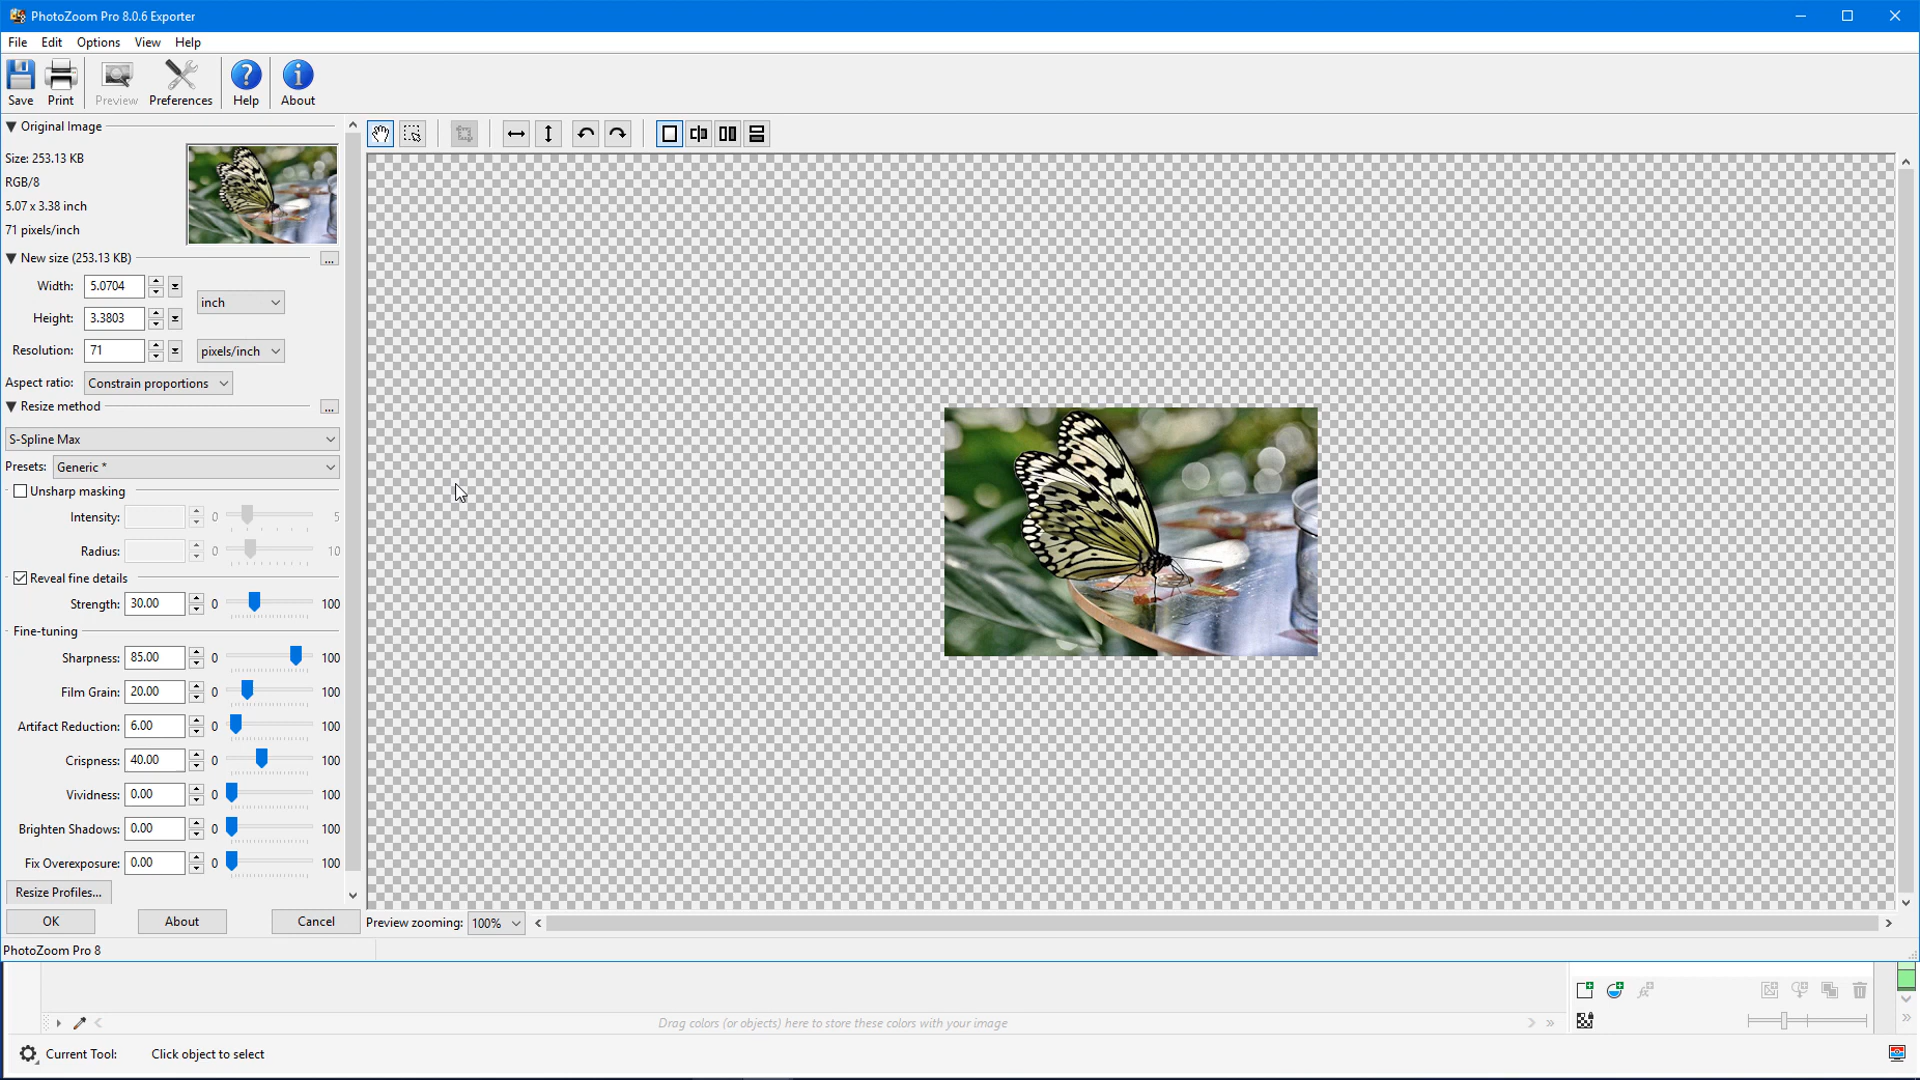 PhotoZoom Pro 8.0.6 Exporter
File Edit Options View Help
Save Print Preview Preferences Help About
Original Image
Size: 253.13 KB
RGB/8
5.07 x 3.38 inch
71 pixels/inch
New size (253.13 KB) ...
Width: 5.0704 inch
Height: 3.3803
Resolution: 71 pixels/inch
Aspect ratio: Constrain proportions
Resize method ...
S-Spline Max
Presets: Generic *
Unsharp masking
Intensity: 0 5
Radius: 0 10
Reveal fine details
Strength: 30.00 0 100
Fine-tuning
Sharpness: 85.00 0 100
Film Grain: 20.00 0 100
Artifact Reduction: 6.00 0 100
Crispness: 40.00 0 100
Vividness: 0.00 0 100
Brighten Shadows: 0.00 0 100
Fix Overexposure: 0.00 0 100
Resize Profiles...
OK About Cancel Preview zooming: 100%
PhotoZoom Pro 8
Drag colors (or objects) here to store these colors with your image
Current Tool: Click object to select